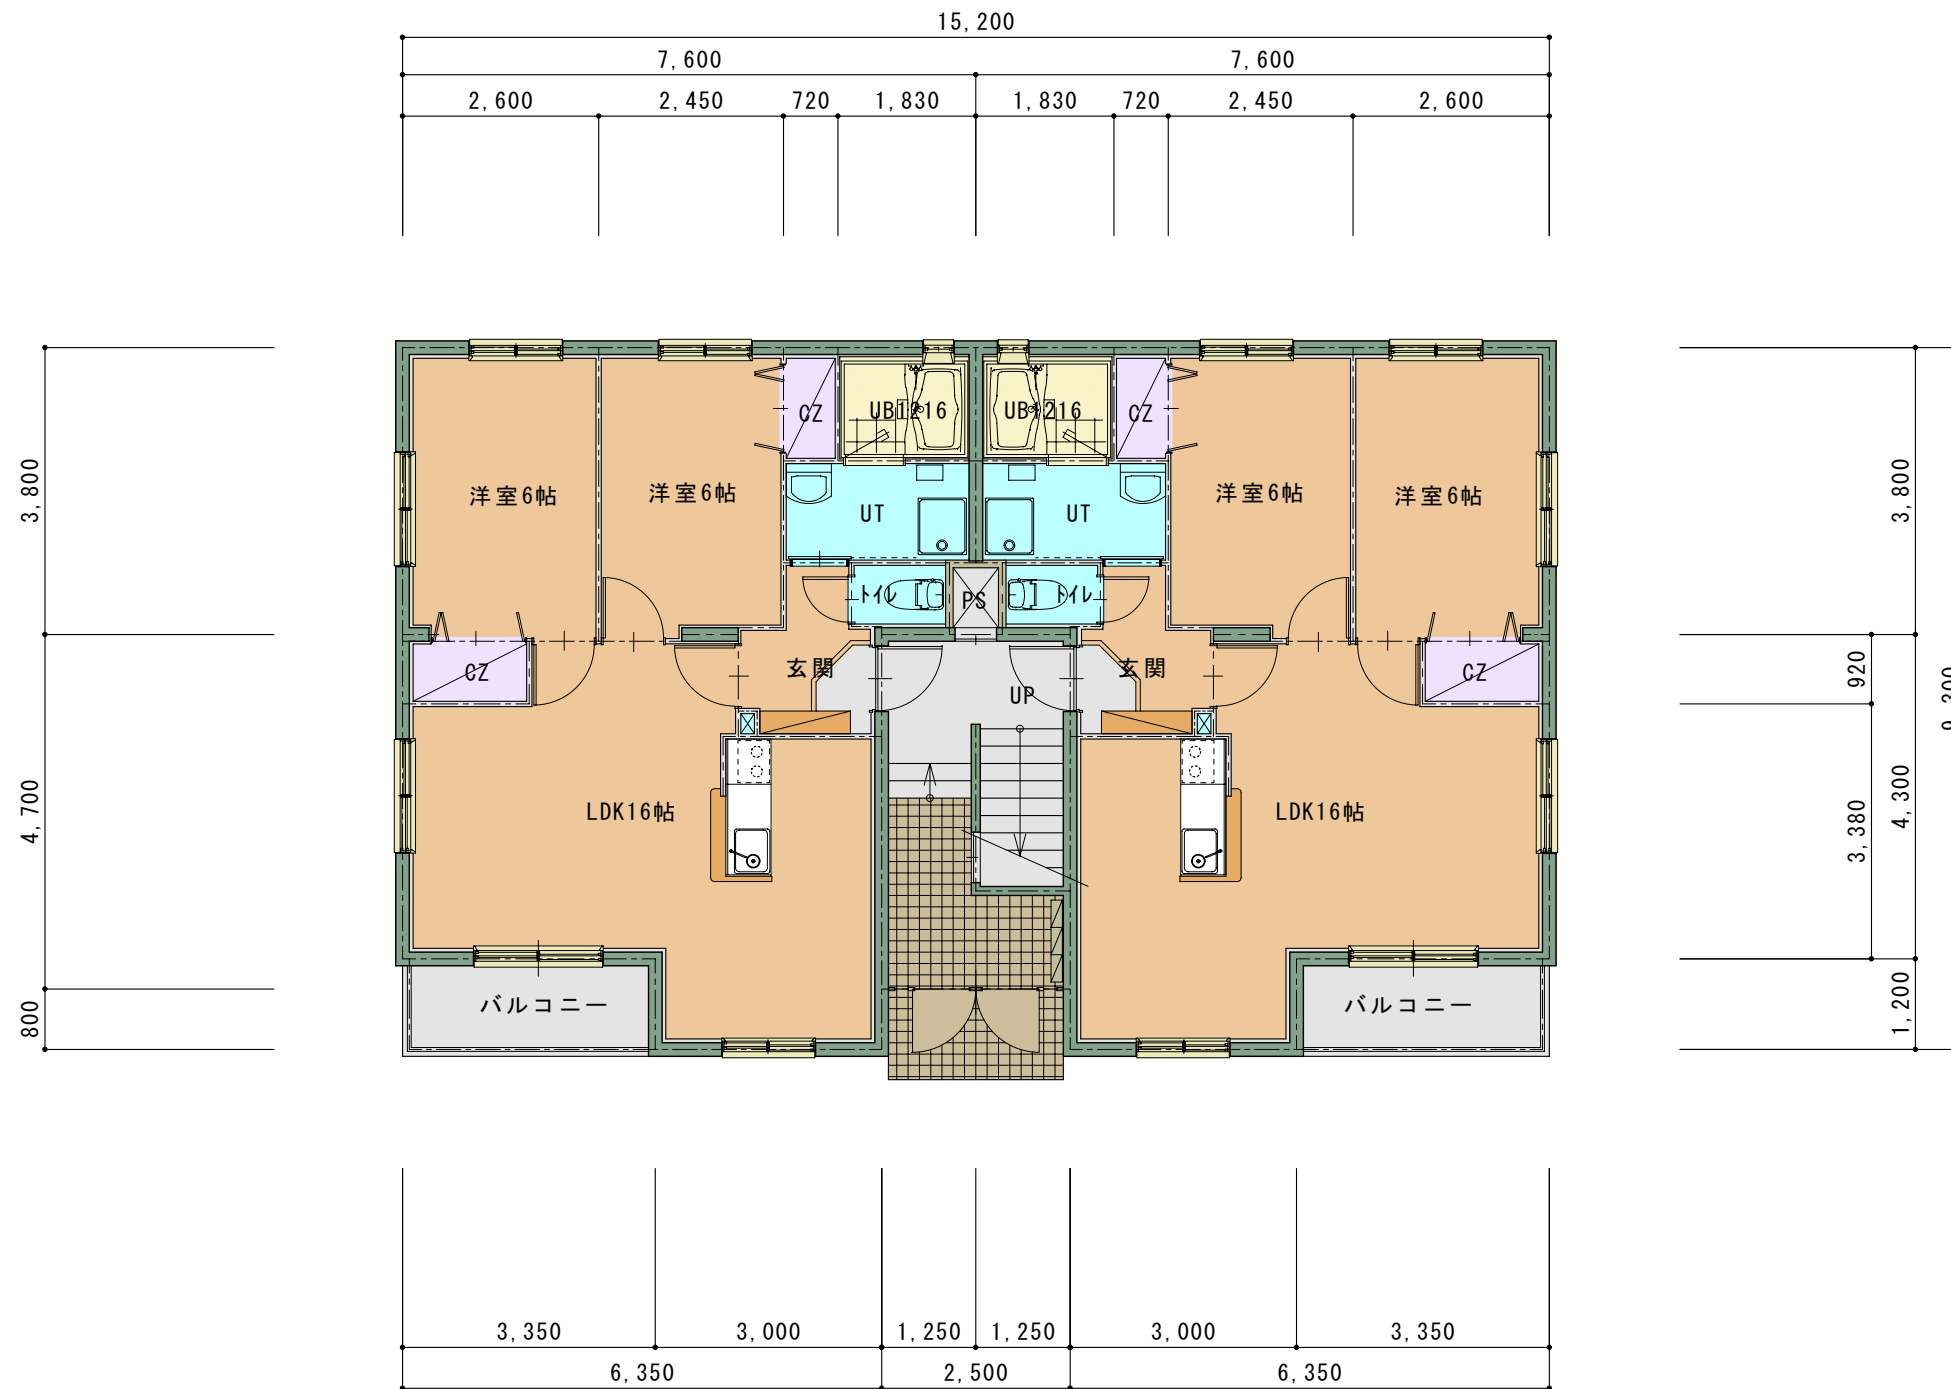 15,200
7,600 7,600
2,600 2,450 720 1,830 1,830 720 2,450 2,600
3,800
4,700
800
CZ UB1216 UB1216 CZ
洋室6帖 洋室6帖 UT UT 洋室6帖 洋室6帖
トイレ PS トイレ
CZ 玄関 UP 玄関 CZ
LDK16帖 LDK16帖
バルコニー バルコニー
3,800
920
9,300
4,300
3,380
1,200
3,350 3,000 1,250 1,250 3,000 3,350
6,350 2,500 6,350